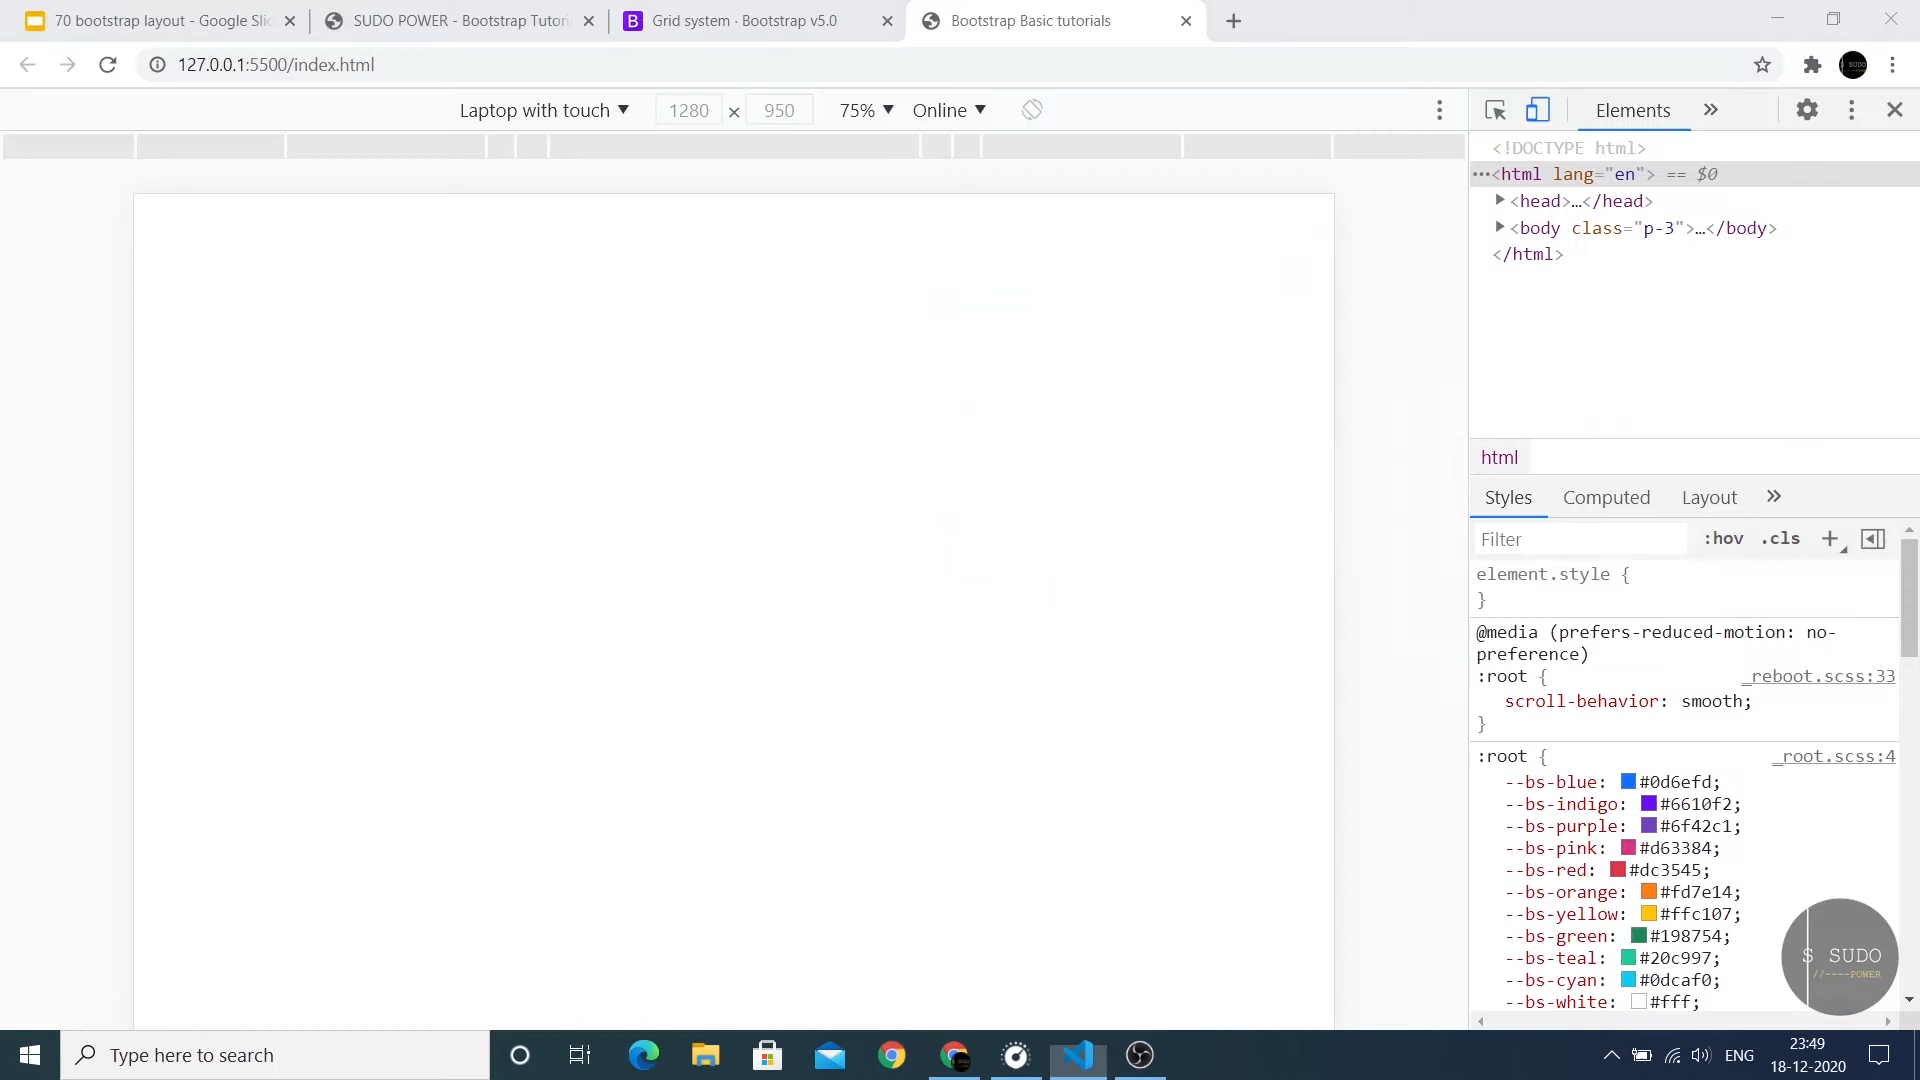 70 bootstrap layout - Google Slid
SUDO POWER - Bootstrap Tutori
Grid system · Bootstrap v5.0
Bootstrap Basic tutorials
127.0.0.1:5500/index.html
Laptop with touch
1280 × 950
75%
Online
Elements
<!DOCTYPE html>
<html lang="en"> == $0
<head>…</head>
<body class="p-3">…</body>
</html>
html
Styles Computed Layout
Filter :hov .cls
element.style {
}
@media (prefers-reduced-motion: no-
preference)
:root { _reboot.scss:33
scroll-behavior: smooth;
}
:root { _root.scss:4
--bs-blue: #0d6efd;
--bs-indigo: #6610f2;
--bs-purple: #6f42c1;
--bs-pink: #d63384;
--bs-red: #dc3545;
--bs-orange: #fd7e14;
--bs-yellow: #ffc107;
--bs-green: #198754;
--bs-teal: #20c997;
--bs-cyan: #0dcaf0;
--bs-white: #fff;
S SUDO
//----POWER
Type here to search
ENG
23:49
18-12-2020